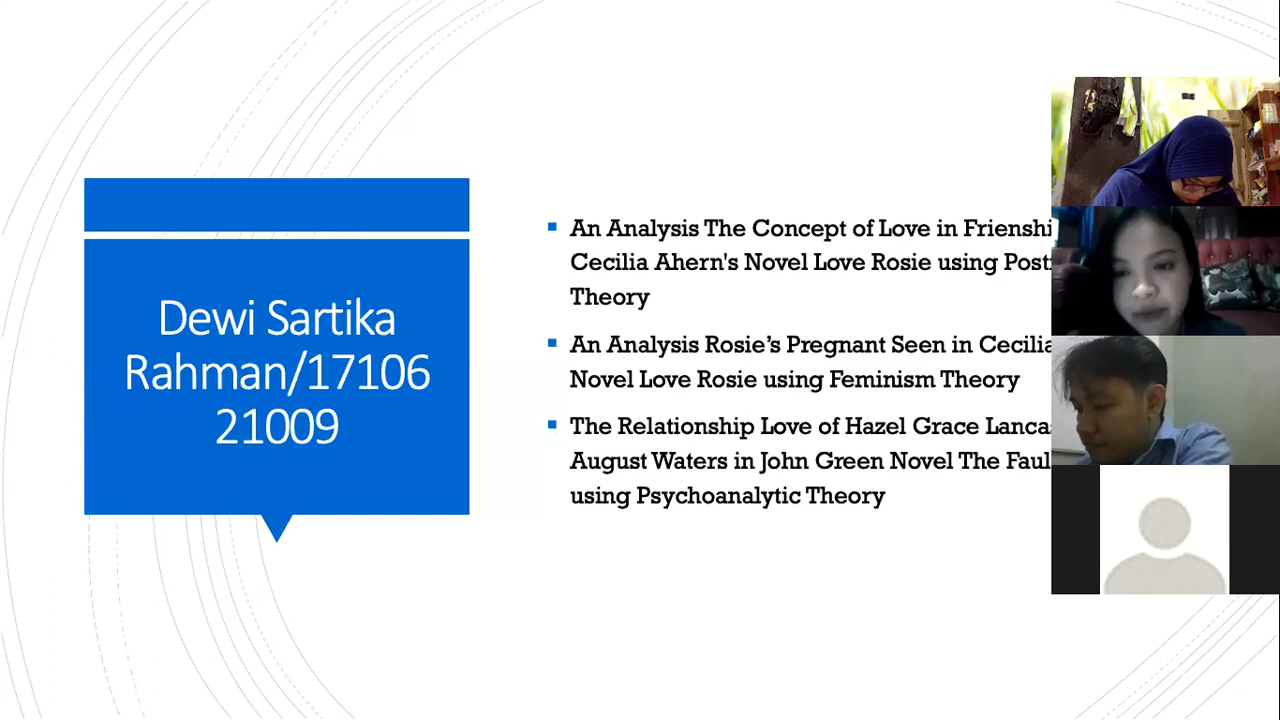 Dewi Sartika
Rahman/17106
21009
An Analysis The Concept of Love in Frienshi
Cecilia Ahern's Novel Love Rosie using Post
Theory
An Analysis Rosie’s Pregnant Seen in Cecilia
Novel Love Rosie using Feminism Theory
The Relationship Love of Hazel Grace Lanca
August Waters in John Green Novel The Faul
using Psychoanalytic Theory